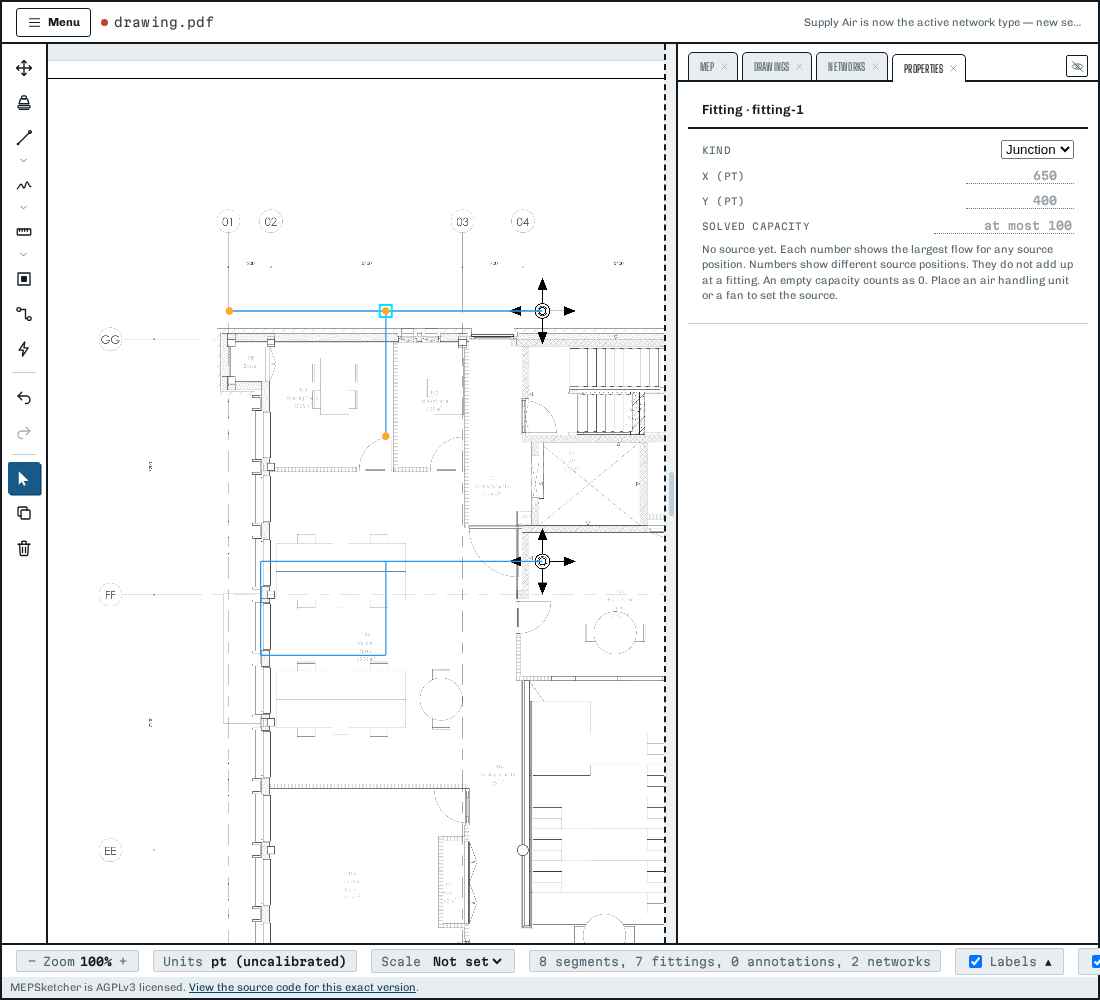 Menu
drawing.pdf
Supply Air is now the active network type — new se…
MEP
DRAWINGS
NETWORKS
PROPERTIES
Fitting · fitting-1
KIND
Junction
X (PT)
650
Y (PT)
400
SOLVED CAPACITY
at most 100
No source yet. Each number shows the largest flow for any source
position. Numbers show different source positions. They do not add up
at a fitting. An empty capacity counts as 0. Place an air handling unit
or a fan to set the source.
01
02
03
04
GG
FF
EE
− Zoom 100% +
Units pt (uncalibrated)
Scale Not set
8 segments, 7 fittings, 0 annotations, 2 networks
Labels ▲
MEPSketcher is AGPLv3 licensed. View the source code for this exact version.